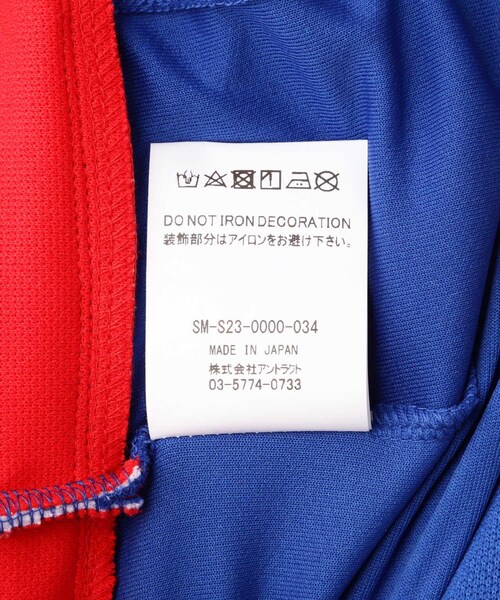 DO NOT IRON DECORATION
装飾部分はアイロンをお避け下さい。
SM-S23-0000-034
MADE IN JAPAN
株式会社アントラクト
03-5774-0733